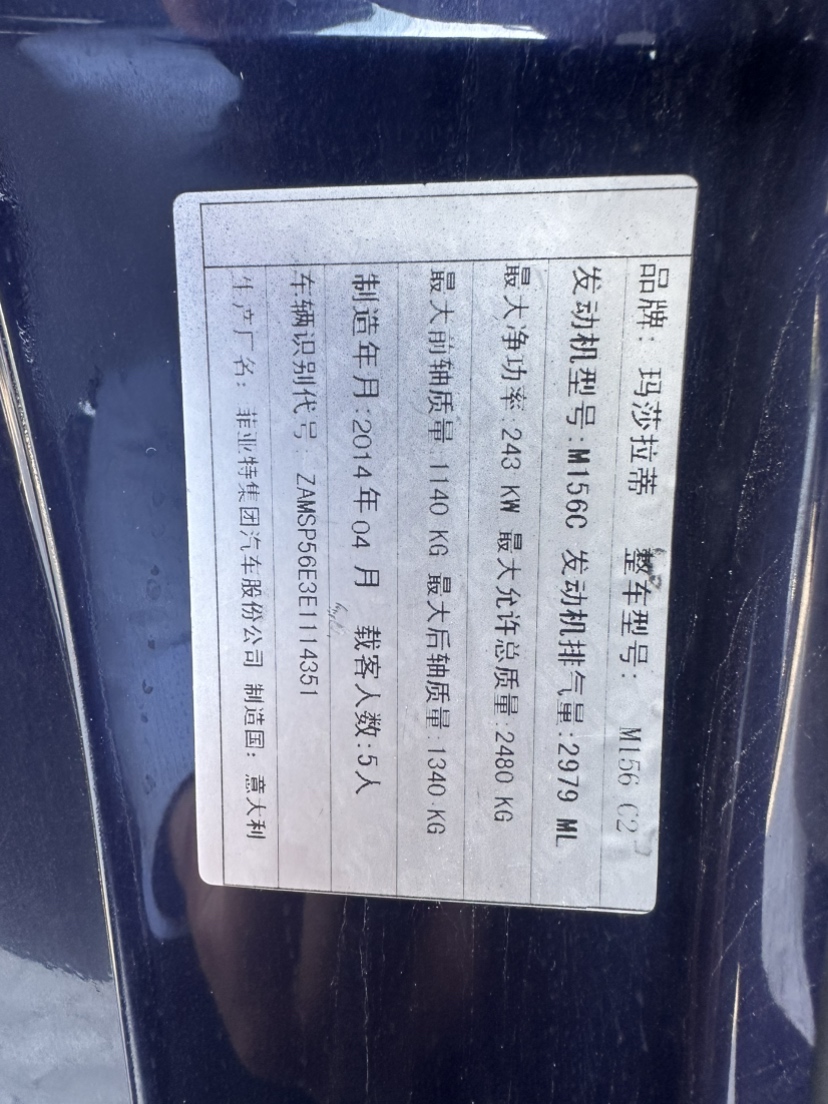 品牌: 玛莎拉蒂 整车型号: M156 C2
发动机型号:M156C 发动机排气量:2979 ML
最大净功率:243 KW 最大允许总质量:2480 KG
最大前轴质量:1140 KG 最大后轴质量:1340 KG
制造年月:2014年04月 载客人数:5人
车辆识别代号: ZAMSP56E3E1114351
生产厂名: 菲亚特集团汽车股份公司 制造国: 意大利